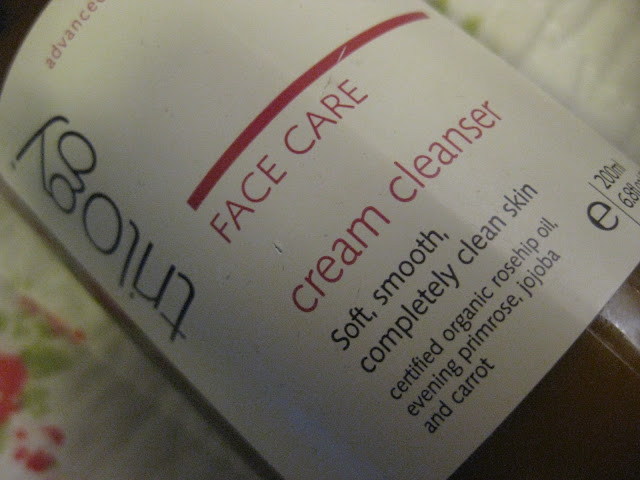 advanced
trilogy
FACE CARE
cream cleanser
Soft, smooth,
completely clean skin
certified organic rosehip oil,
evening primrose, jojoba
and carrot
e
200ml